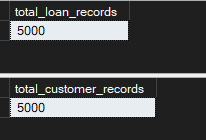 total_loan_records
5000
total_customer_records
5000